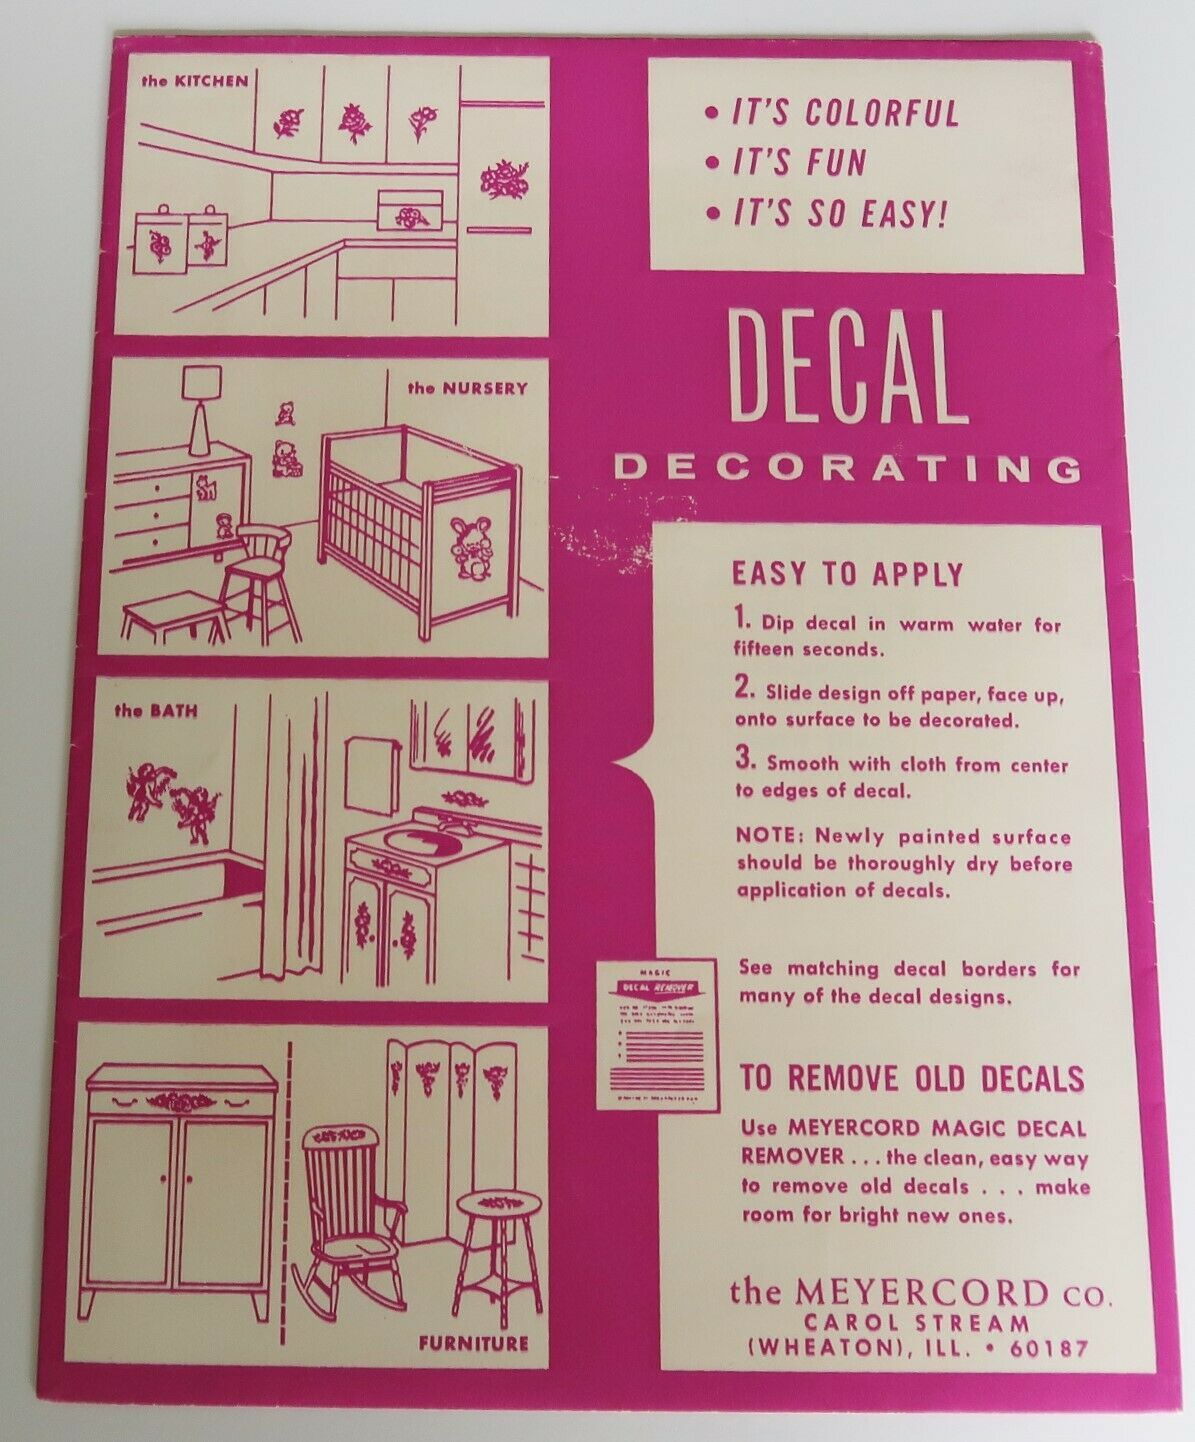 the KITCHEN
the NURSERY
the BATH
FURNITURE
• IT'S COLORFUL
• IT'S FUN
• IT'S SO EASY!
DECAL
DECORATING
EASY TO APPLY
1. Dip decal in warm water for
fifteen seconds.
2. Slide design off paper, face up,
onto surface to be decorated.
3. Smooth with cloth from center
to edges of decal.
NOTE: Newly painted surface
should be thoroughly dry before
application of decals.
See matching decal borders for
many of the decal designs.
MAGIC
DECAL REMOVER
TO REMOVE OLD DECALS
Use MEYERCORD MAGIC DECAL
REMOVER . . . the clean, easy way
to remove old decals . . . make
room for bright new ones.
the MEYERCORD CO.
CAROL STREAM
(WHEATON), ILL. • 60187